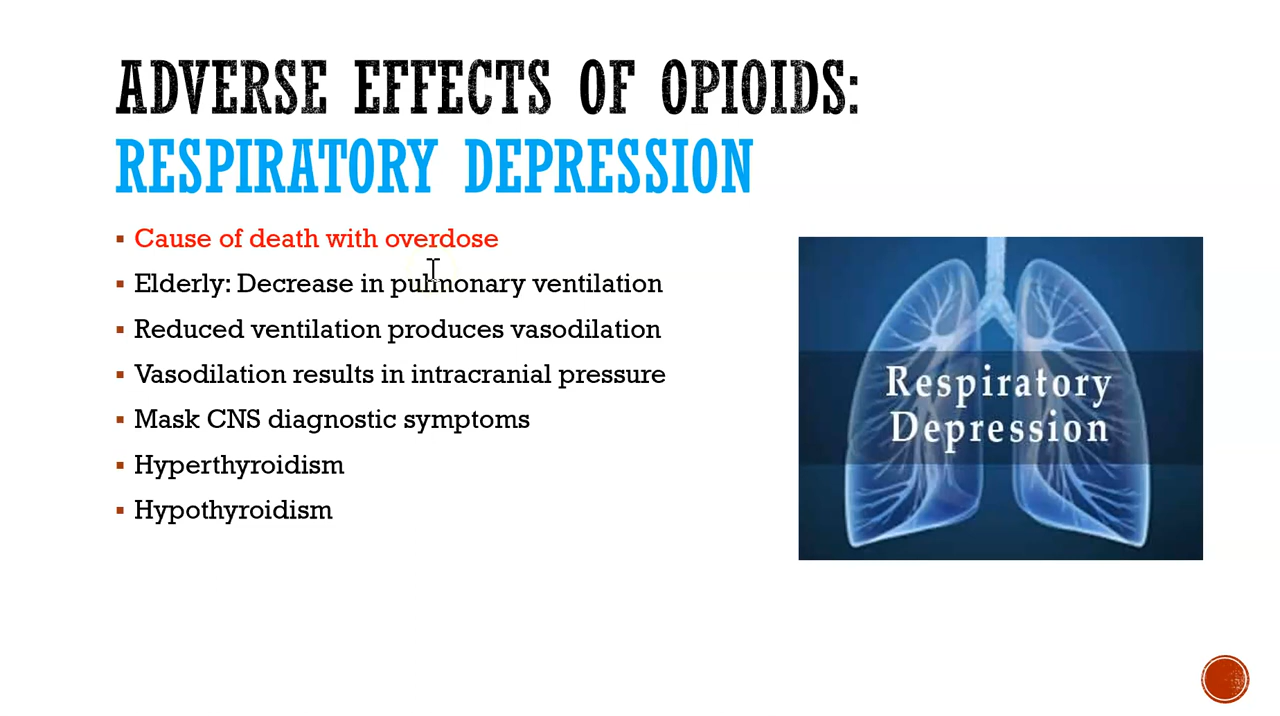 ADVERSE EFFECTS OF OPIOIDS:
RESPIRATORY DEPRESSION
▪ Cause of death with overdose
▪ Elderly: Decrease in pulmonary ventilation
▪ Reduced ventilation produces vasodilation
▪ Vasodilation results in intracranial pressure
▪ Mask CNS diagnostic symptoms
▪ Hyperthyroidism
▪ Hypothyroidism
Respiratory
Depression